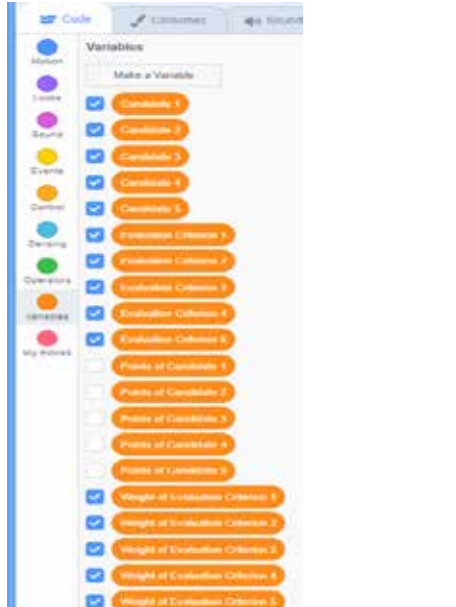 Code
Costumes
Sounds
Variables
Make a Variable
Motion
Looks
Sound
Events
Control
Sensing
Operators
Variables
My Blocks
Candidate 1
Candidate 2
Candidate 3
Candidate 4
Candidate 5
Evaluation Criterion 1
Evaluation Criterion 2
Evaluation Criterion 3
Evaluation Criterion 4
Evaluation Criterion 5
Points of Candidate 1
Points of Candidate 2
Points of Candidate 3
Points of Candidate 4
Points of Candidate 5
Weight of Evaluation Criterion 1
Weight of Evaluation Criterion 2
Weight of Evaluation Criterion 3
Weight of Evaluation Criterion 4
Weight of Evaluation Criterion 5